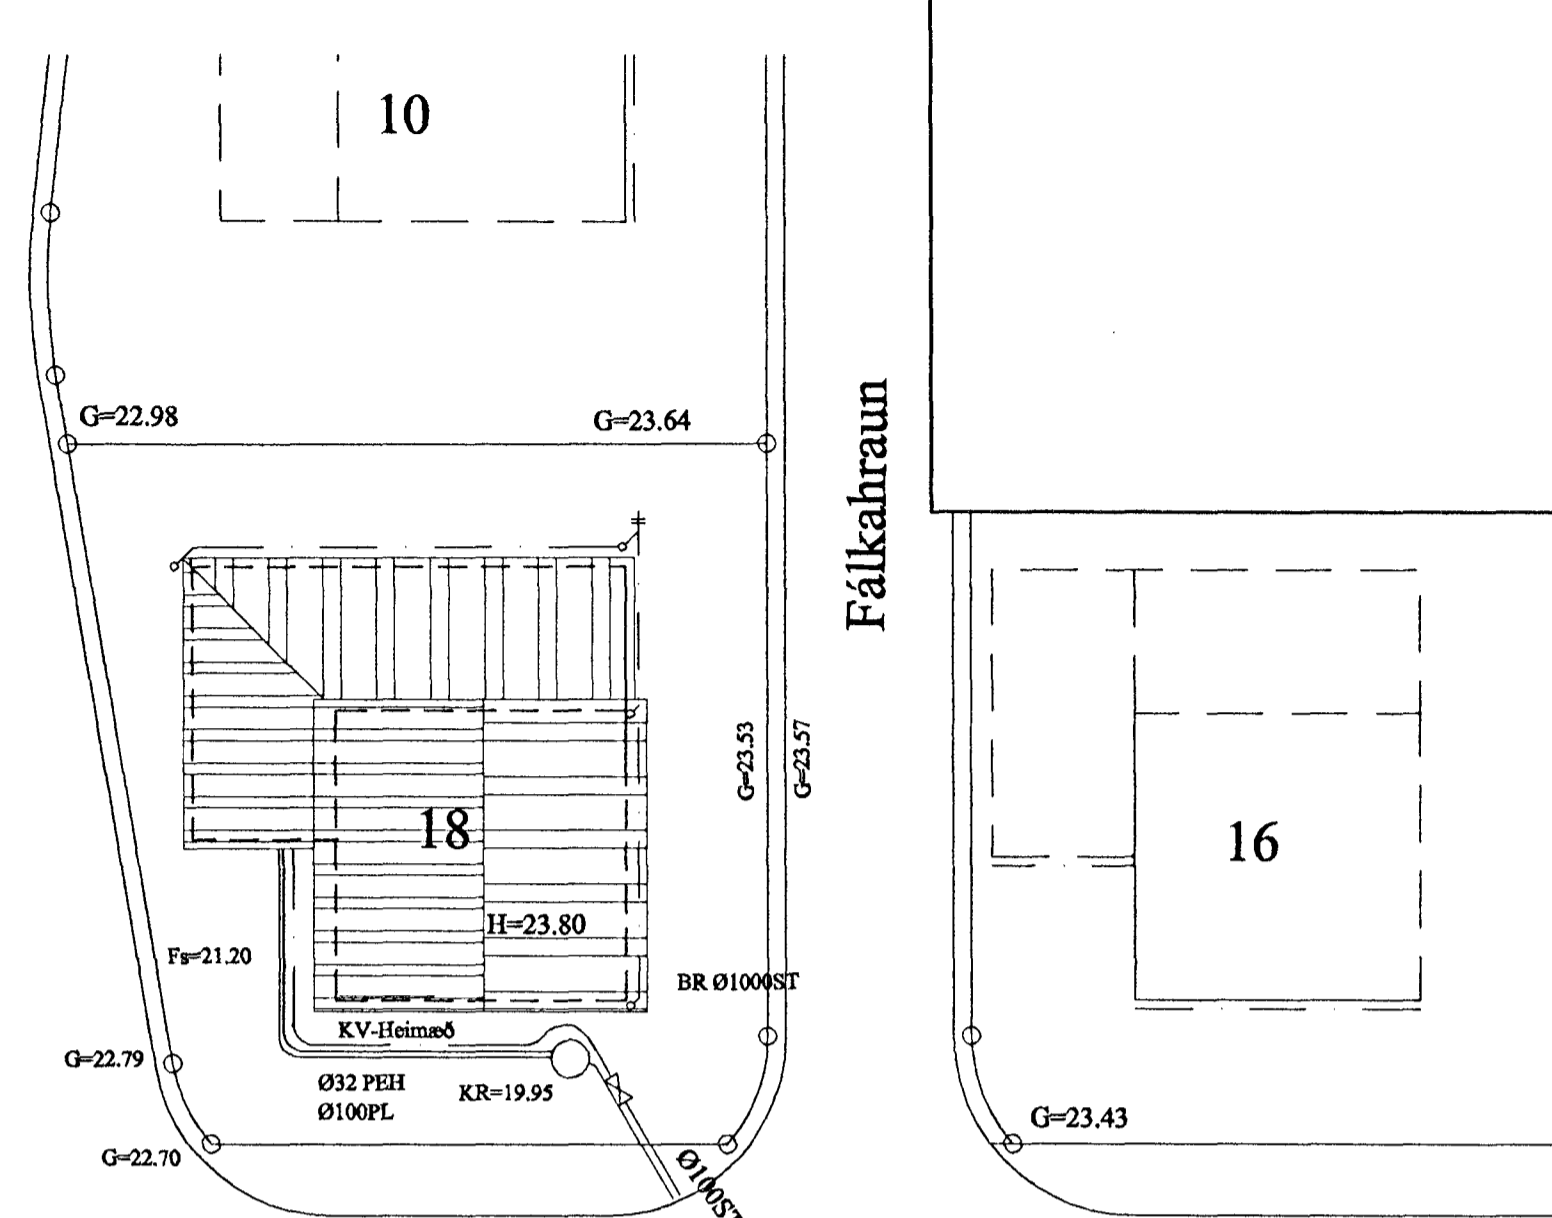 10
G=22.98
G=23.64
Fálkahraun
G=23.53
G=23.57
18
16
H=23.80
Fs=21.20
BR Ø1000ST
KV-Heimæð
G=22.79
Ø32 PEH
Ø100PL
KR=19.95
G=23.43
G=22.70
Ø100ST